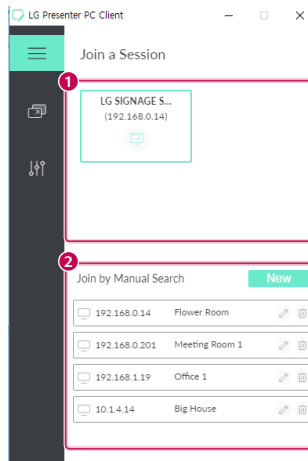 LG Presenter PC Client
Join a Session
1
LG SIGNAGE S...
(192.168.0.14)
2
Join by Manual Search
New
192.168.0.14 Flower Room
192.168.0.201 Meeting Room 1
192.168.1.19 Office 1
10.1.4.14 Big House